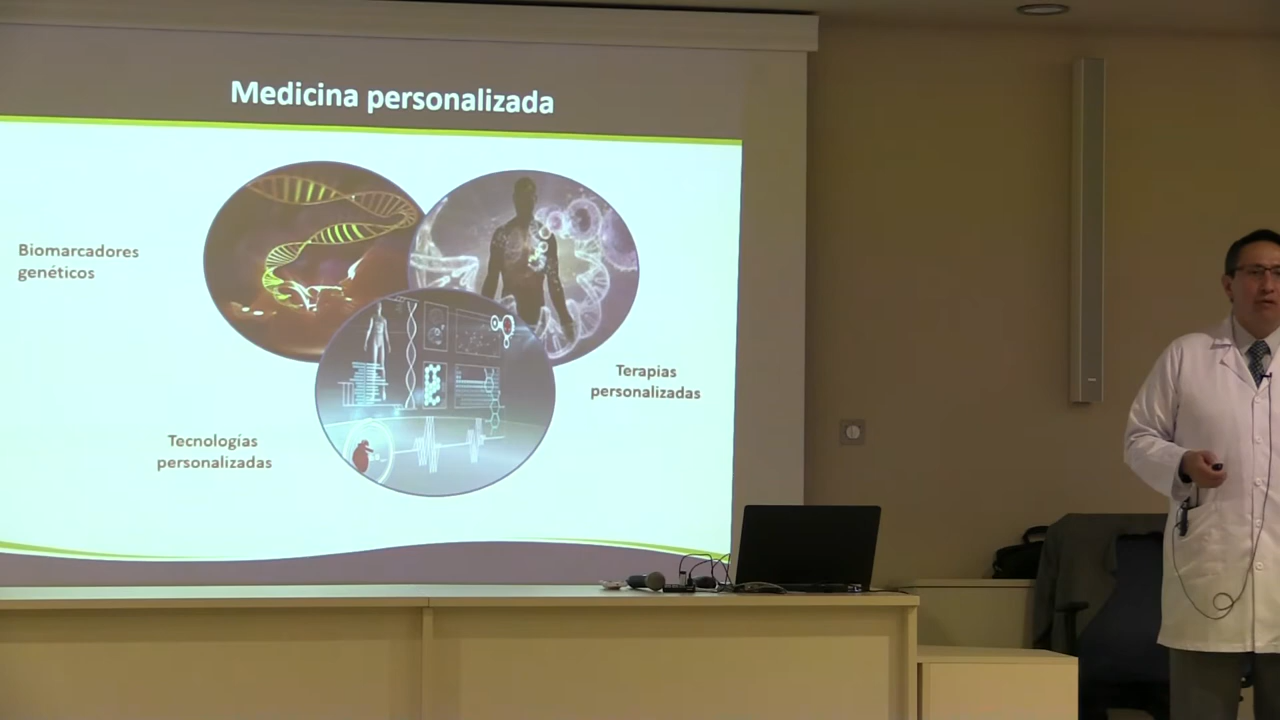 Medicina personalizada
Biomarcadores
genéticos
Terapias
personalizadas
Tecnologías
personalizadas